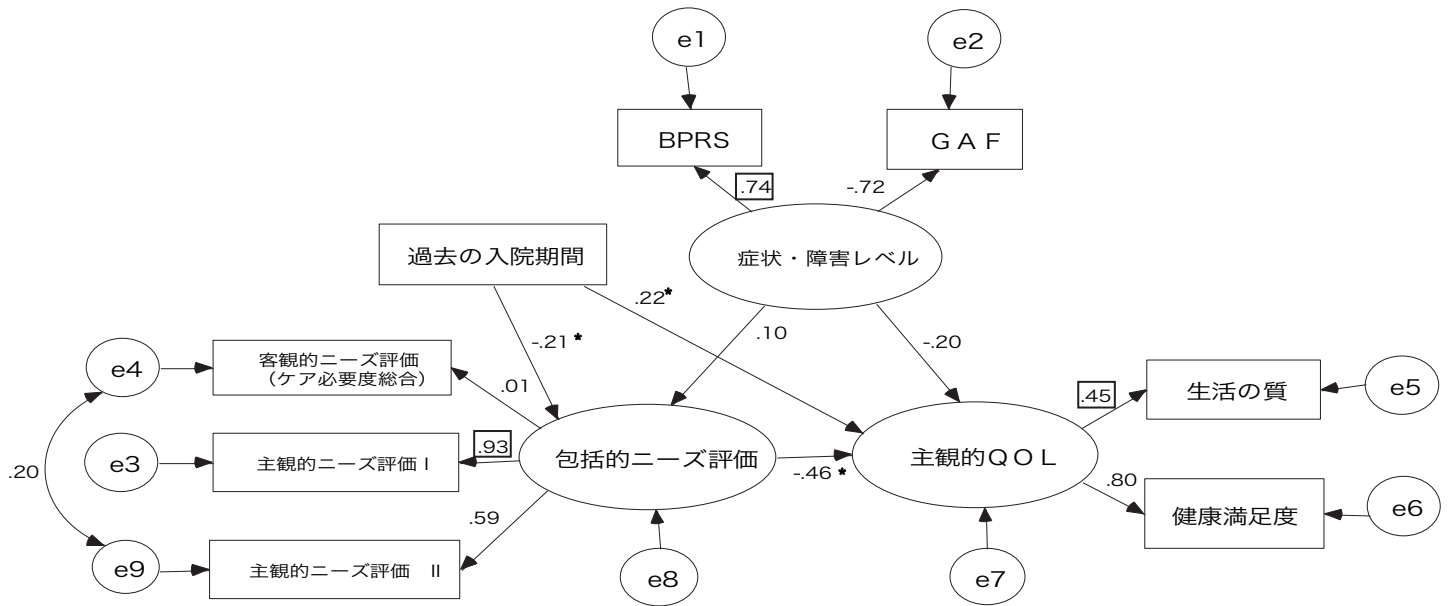 e1
e2
BPRS
ＧＡＦ
.74
-.72
過去の入院期間
症状・障害レベル
.22*
-.21*
.10
-.20
e4
客観的ニーズ評価
（ケア必要度総合）
.01
.45
生活の質
e5
.20
e3
主観的ニーズ評価Ⅰ
.93
包括的ニーズ評価
-.46*
主観的ＱＯＬ
.80
健康満足度
e6
.59
e9
主観的ニーズ評価　Ⅱ
e8
e7